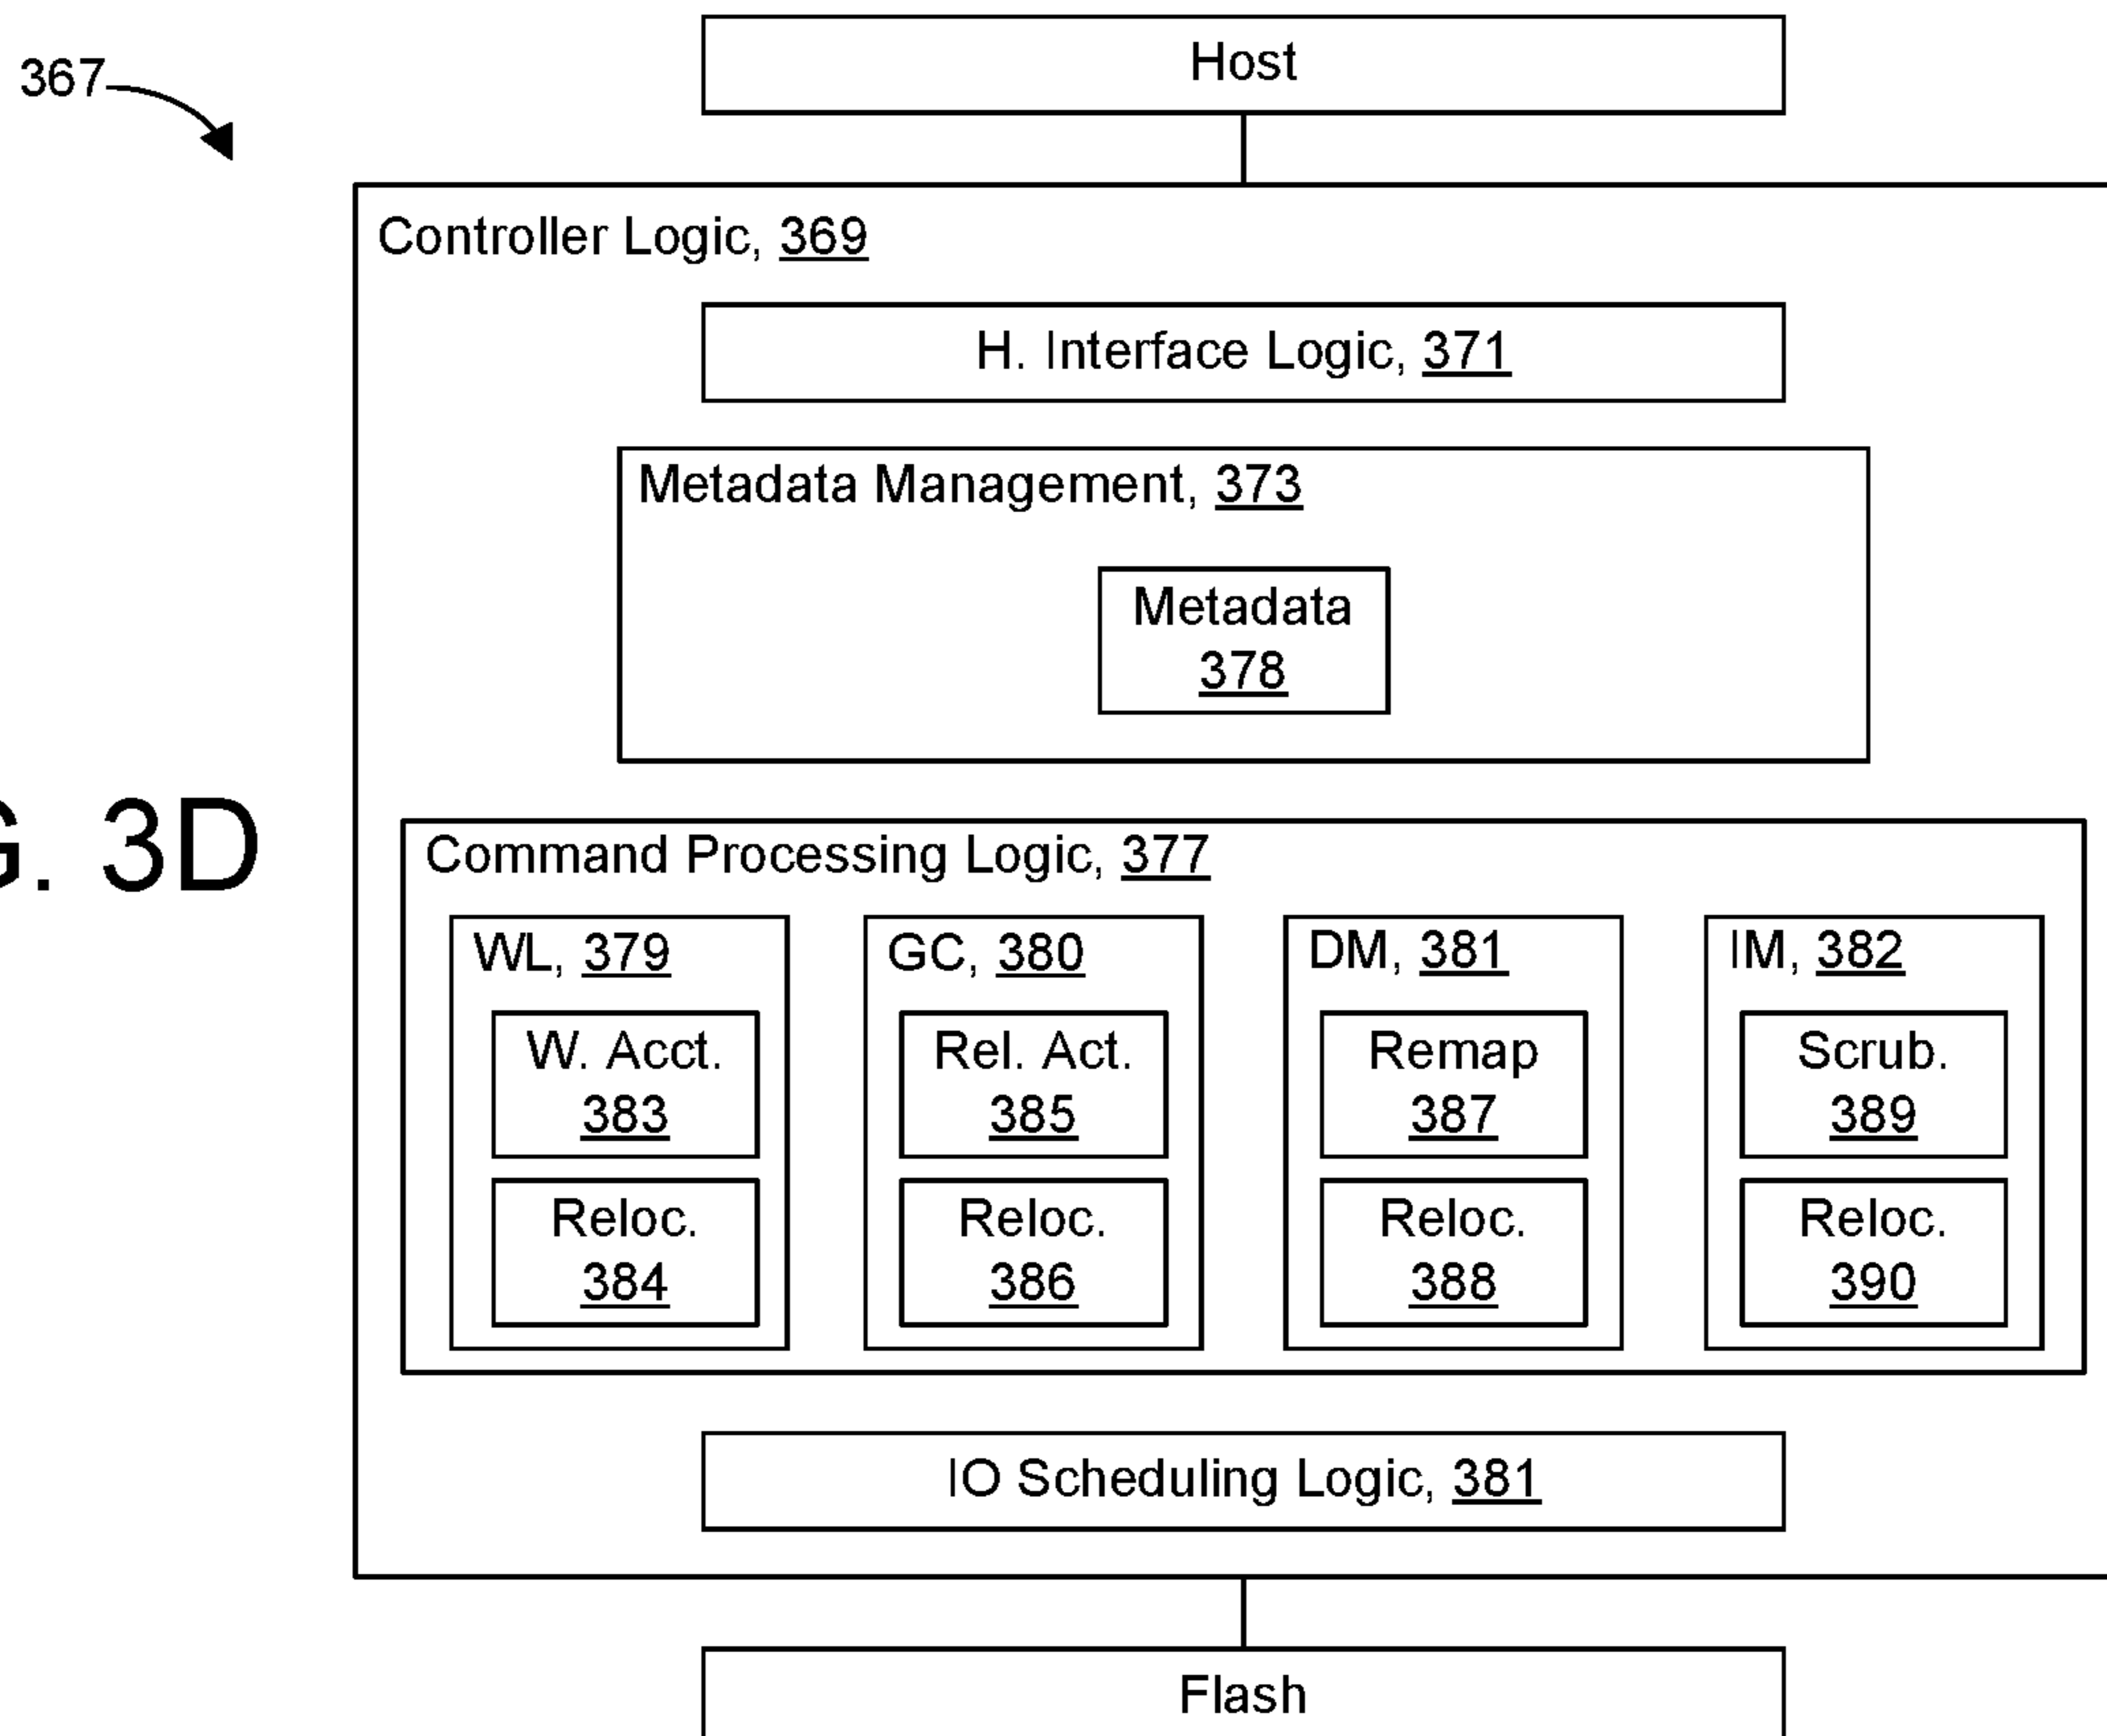 Host
367
Controller Logic, 369
H. Interface Logic, 371
Metadata Management, 373
Metadata
378
G. 3D
Command Processing Logic, 377
WL, 379
W. Acct.
383
Reloc.
384
GC, 380
Rel. Act.
385
Reloc.
386
DM, 381
Remap
387
Reloc.
388
IM, 382
Scrub.
389
Reloc.
390
IO Scheduling Logic, 381
Flash